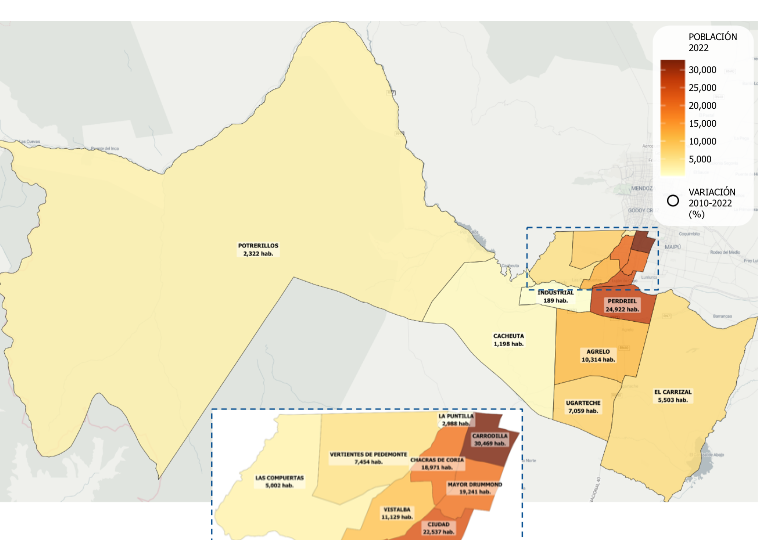 POBLACIÓN
2022
30,000
25,000
20,000
15,000
10,000
5,000
VARIACIÓN
2010-2022
(%)
MENDOZ
GODOY CR
MAIPÚ
POTRERILLOS
2,322 hab.
INDUSTRIAL
189 hab.
PERDRIEL
24,922 hab.
CACHEUTA
1,198 hab.
AGRELO
10,314 hab.
EL CARRIZAL
5,503 hab.
UGARTECHE
7,059 hab.
LA PUNTILLA
2,988 hab.
CARRODILLA
30,469 hab.
VERTIENTES DE PEDEMONTE
7,454 hab.
CHACRAS DE CORIA
18,971 hab.
LAS COMPUERTAS
5,002 hab.
MAYOR DRUMMOND
19,241 hab.
VISTALBA
11,129 hab.
CIUDAD
22,537 hab.